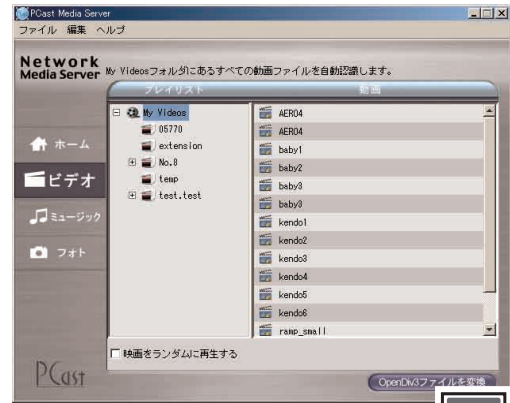 PCast Media Server
ファイル 編集 ヘルプ
Network
Media Server
My Videosフォルダにあるすべての動画ファイルを自動認識します。
プレイリスト
動画
My Videos
05770
extension
No.8
temp
test.test
AERO4
AERO4
baby1
baby2
baby3
baby3
kendo1
kendo2
kendo3
kendo4
kendo5
kendo6
ramp_small
ホーム
ビデオ
ミュージック
フォト
映画をランダムに再生する
PCast
OpenDiv3ファイルを変換